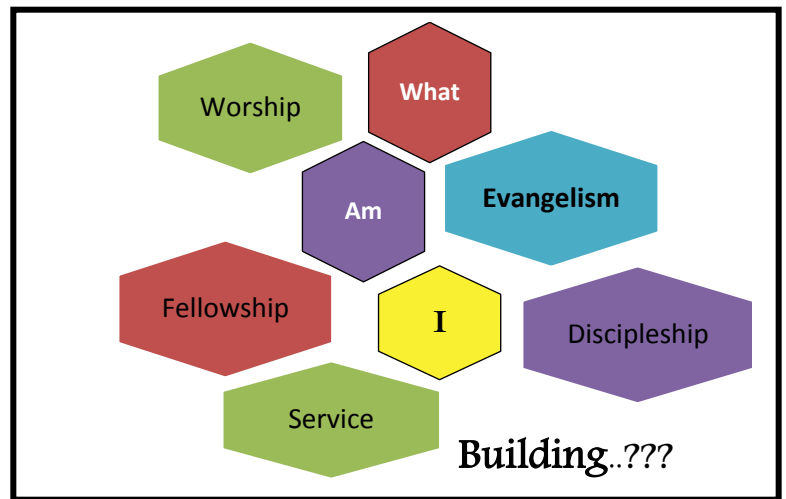 What
Worship
Evangelism
Am
Fellowship
I
Discipleship
Service
Building..???